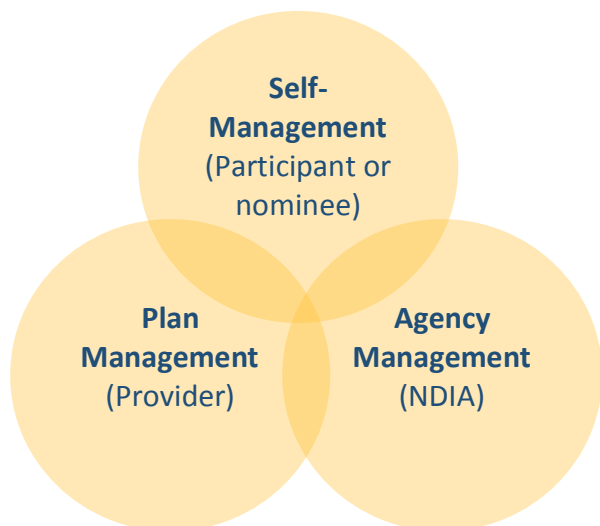 Self-
Management
(Participant or
nominee)
Plan
Management
(Provider)
Agency
Management
(NDIA)